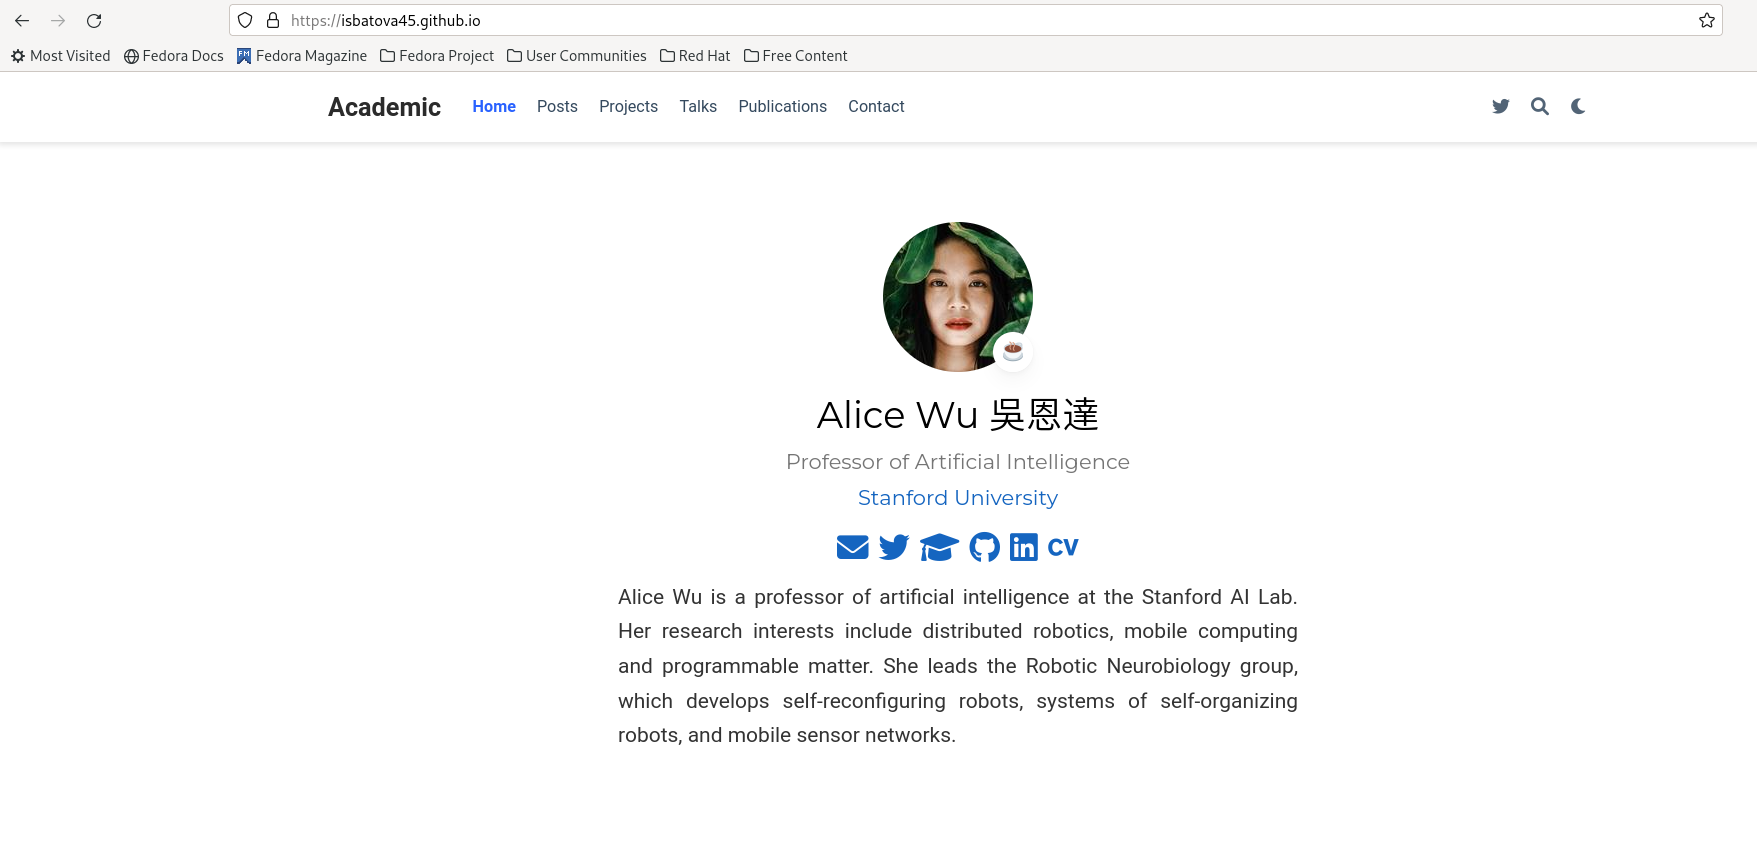 https://isbatova45.github.io
Most Visited Fedora Docs FM Fedora Magazine Fedora Project User Communities Red Hat Free Content
Academic Home Posts Projects Talks Publications Contact
Alice Wu 吳恩達
Professor of Artificial Intelligence
Stanford University
CV
Alice Wu is a professor of artificial intelligence at the Stanford AI Lab.
Her research interests include distributed robotics, mobile computing
and programmable matter. She leads the Robotic Neurobiology group,
which develops self-reconfiguring robots, systems of self-organizing
robots, and mobile sensor networks.